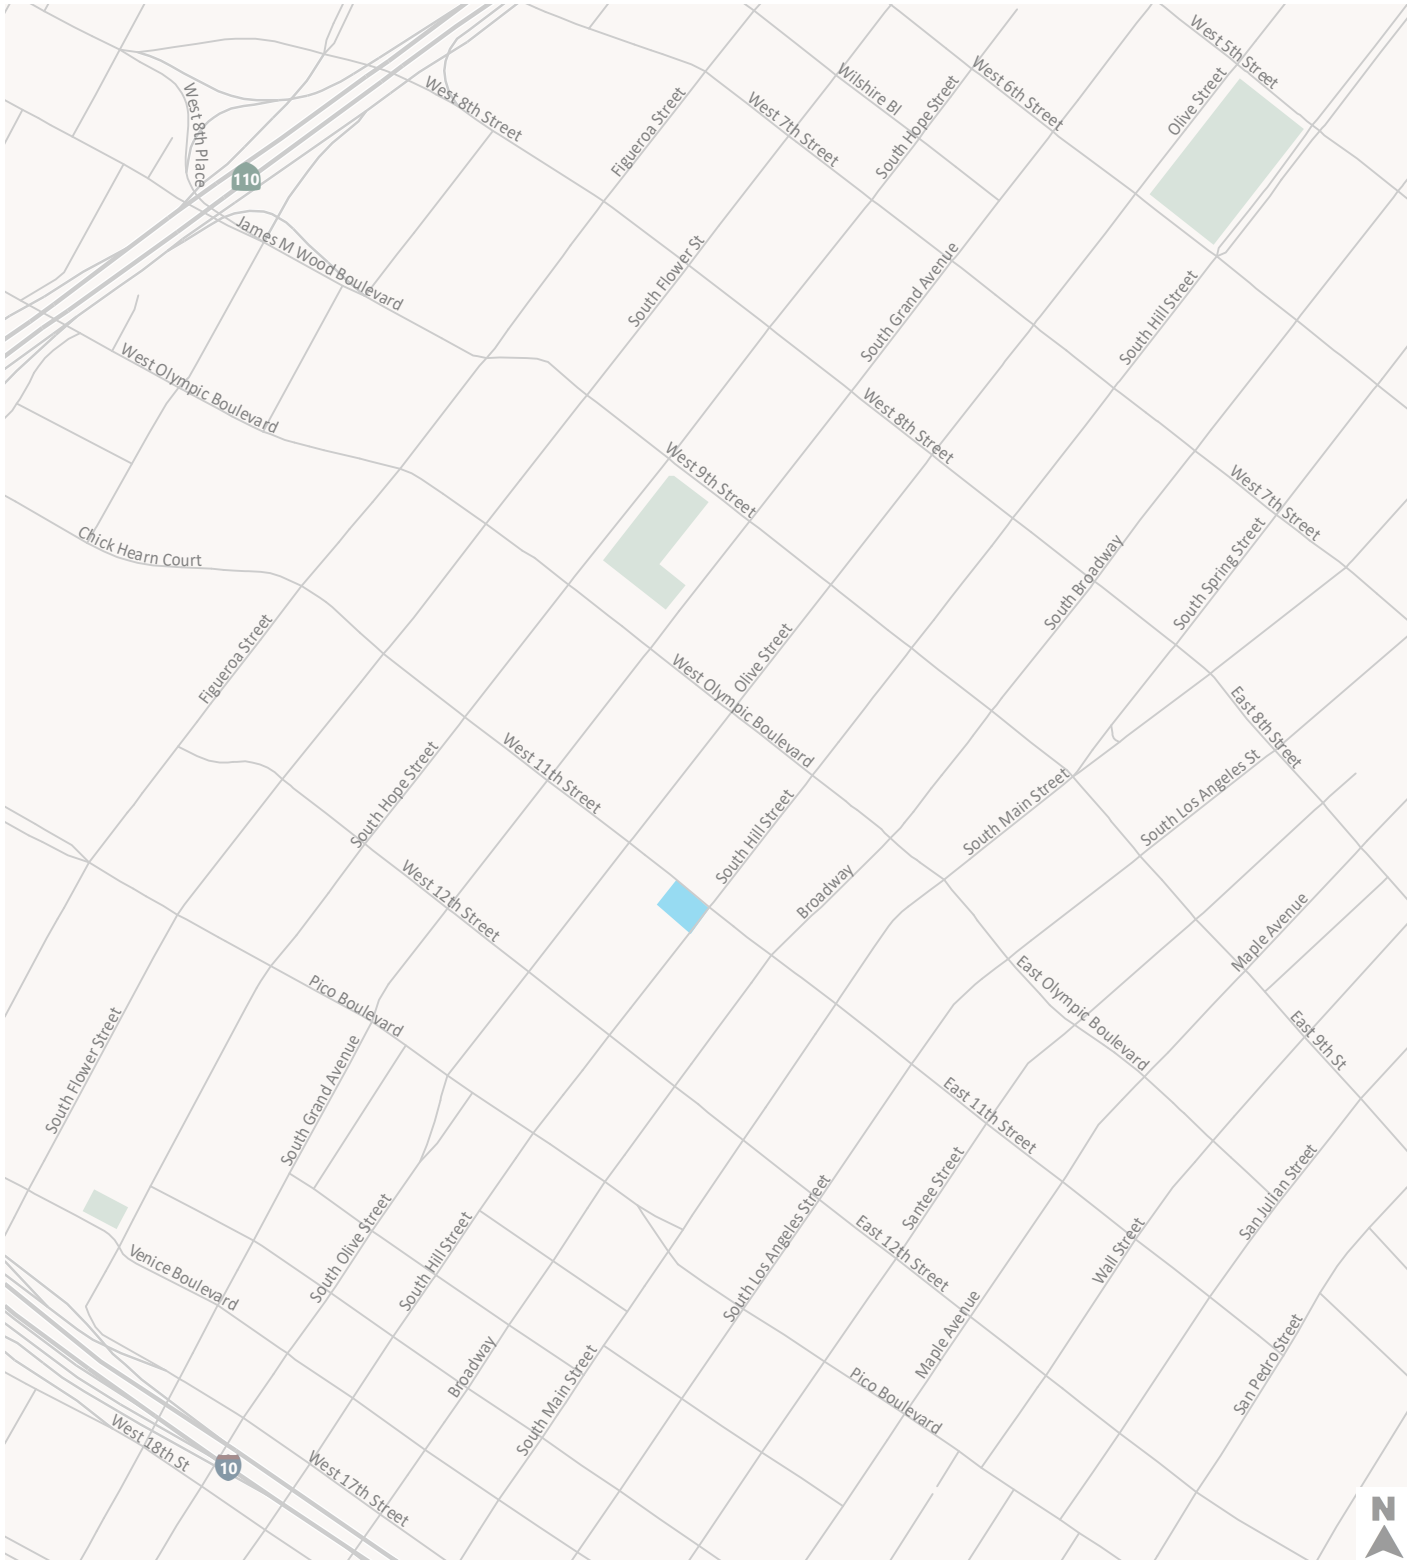 West 5th Street
Wilshire Bl
West 6th Street
Olive Street
West 8th Street
Figueroa Street
West 7th Street
South Hope Street
West 8th Place
110
James M Wood Boulevard
South Flower St
South Grand Avenue
South Hill Street
West Olympic Boulevard
West 8th Street
West 9th Street
West 7th Street
Chick Hearn Court
South Broadway
South Spring Street
Figueroa Street
Olive Street
West Olympic Boulevard
East 8th Street
South Hope Street
West 11th Street
South Hill Street
South Main Street
South Los Angeles St
West 12th Street
Broadway
Maple Avenue
Pico Boulevard
East Olympic Boulevard
East 9th St
South Flower Street
South Grand Avenue
East 11th Street
South Olive Street
South Hill Street
South Los Angeles Street
Santee Street
East 12th Street
Wall Street
San Julian Street
Venice Boulevard
Broadway
South Main Street
Maple Avenue
Pico Boulevard
San Pedro Street
West 18th St
10
West 17th Street
N